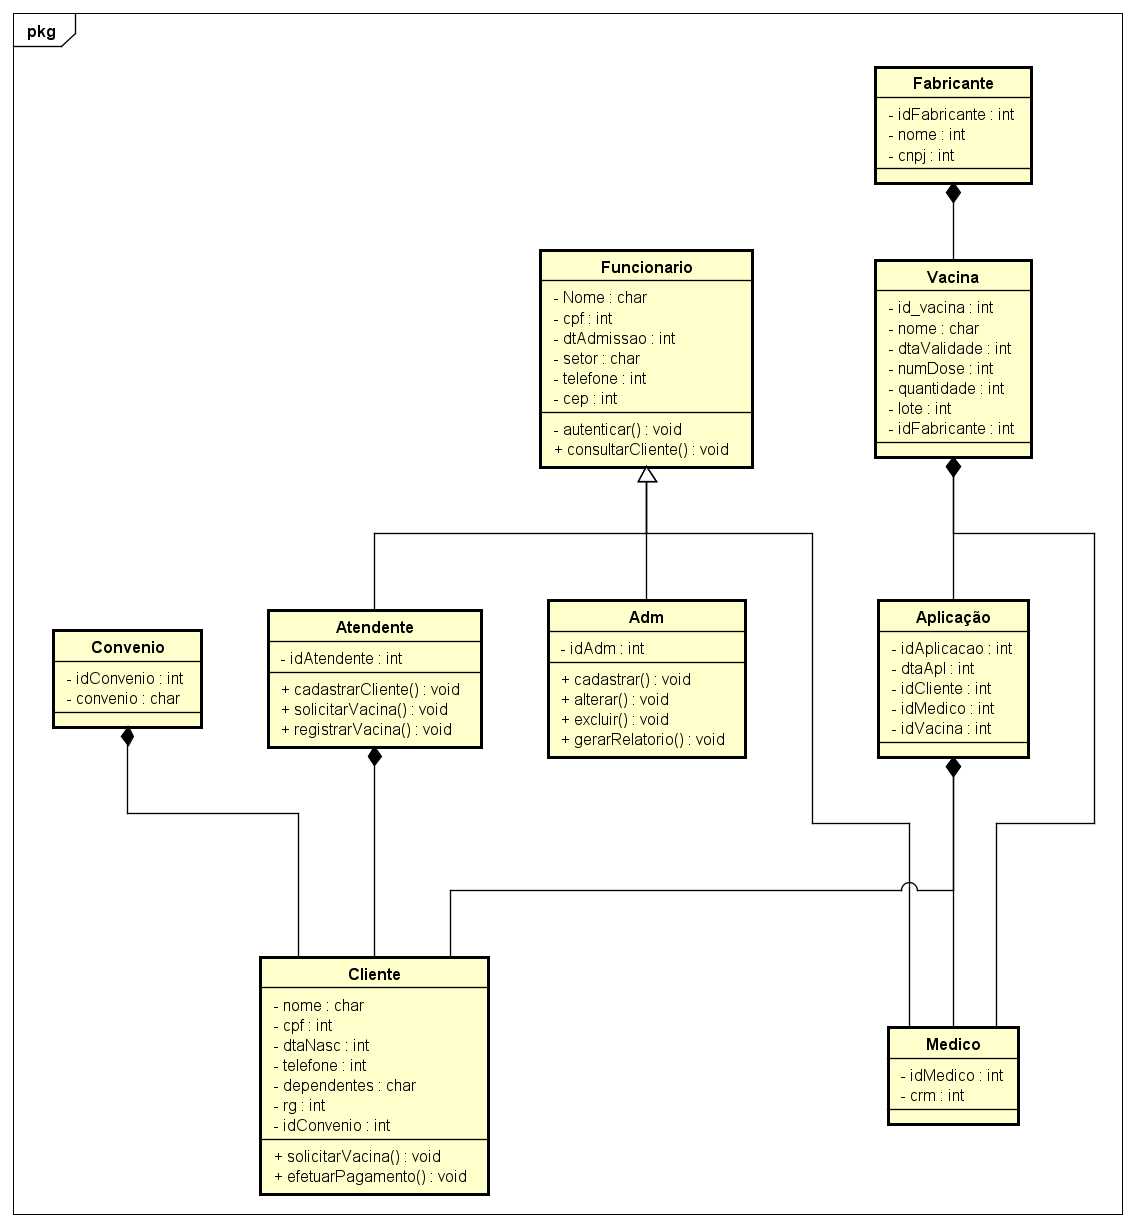 pkg
Fabricante
- idFabricante : int
- nome : int
- cnpj : int
Funcionario
- Nome : char
- cpf : int
- dtAdmissao : int
- setor : char
- telefone : int
- cep : int
- autenticar() : void
+ consultarCliente() : void
Vacina
- id_vacina : int
- nome : char
- dtaValidade : int
- numDose : int
- quantidade : int
- lote : int
- idFabricante : int
Convenio
- idConvenio : int
- convenio : char
Atendente
- idAtendente : int
+ cadastrarCliente() : void
+ solicitarVacina() : void
+ registrarVacina() : void
Adm
- idAdm : int
+ cadastrar() : void
+ alterar() : void
+ excluir() : void
+ gerarRelatorio() : void
Aplicação
- idAplicacao : int
- dtaApl : int
- idCliente : int
- idMedico : int
- idVacina : int
Cliente
- nome : char
- cpf : int
- dtaNasc : int
- telefone : int
- dependentes : char
- rg : int
- idConvenio : int
+ solicitarVacina() : void
+ efetuarPagamento() : void
Medico
- idMedico : int
- crm : int